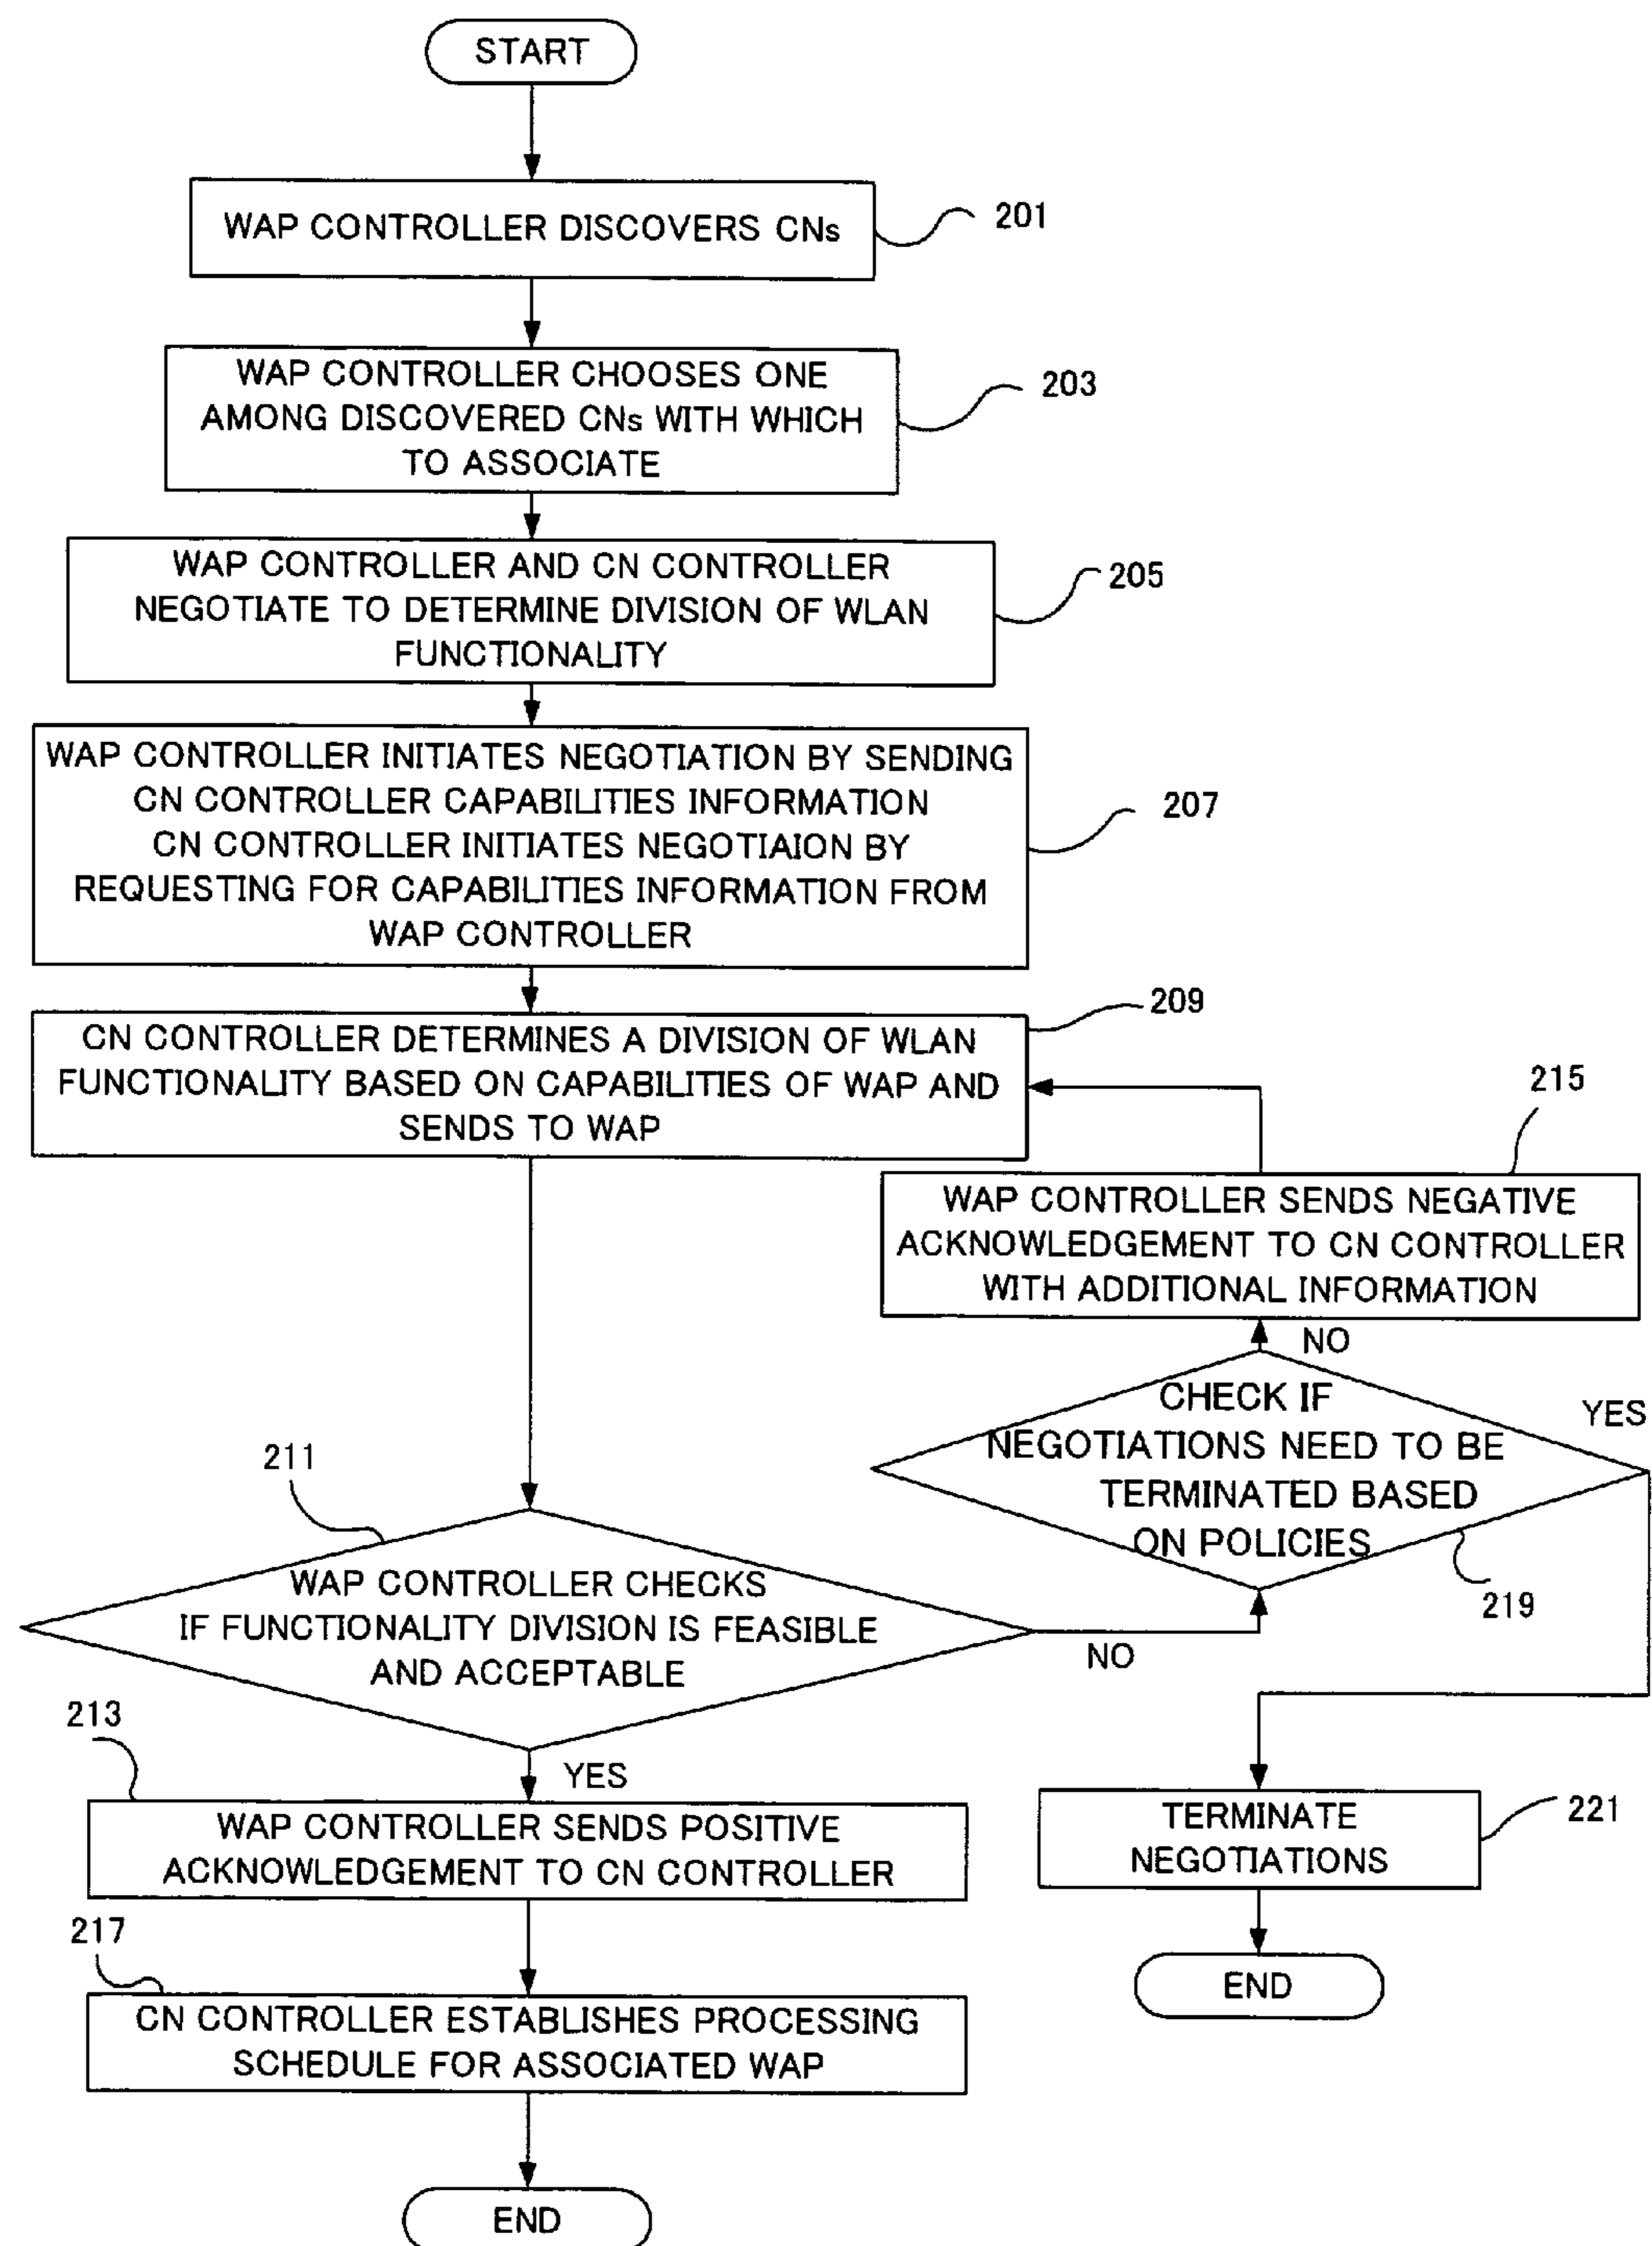 START
WAP CONTROLLER DISCOVERS CNs
201
WAP CONTROLLER CHOOSES ONE
AMONG DISCOVERED CNs WITH WHICH
TO ASSOCIATE
203
WAP CONTROLLER AND CN CONTROLLER
NEGOTIATE TO DETERMINE DIVISION OF WLAN
FUNCTIONALITY
205
WAP CONTROLLER INITIATES NEGOTIATION BY SENDING
CN CONTROLLER CAPABILITIES INFORMATION
CN CONTROLLER INITIATES NEGOTIAION BY
REQUESTING FOR CAPABILITIES INFORMATION FROM
WAP CONTROLLER
207
CN CONTROLLER DETERMINES A DIVISION OF WLAN
FUNCTIONALITY BASED ON CAPABILITIES OF WAP AND
SENDS TO WAP
209
215
WAP CONTROLLER SENDS NEGATIVE
ACKNOWLEDGEMENT TO CN CONTROLLER
WITH ADDITIONAL INFORMATION
NO
CHECK IF
NEGOTIATIONS NEED TO BE
TERMINATED BASED
ON POLICIES
YES
219
211
WAP CONTROLLER CHECKS
IF FUNCTIONALITY DIVISION IS FEASIBLE
AND ACCEPTABLE
NO
213
YES
WAP CONTROLLER SENDS POSITIVE
ACKNOWLEDGEMENT TO CN CONTROLLER
TERMINATE
NEGOTIATIONS
221
217
CN CONTROLLER ESTABLISHES PROCESSING
SCHEDULE FOR ASSOCIATED WAP
END
END